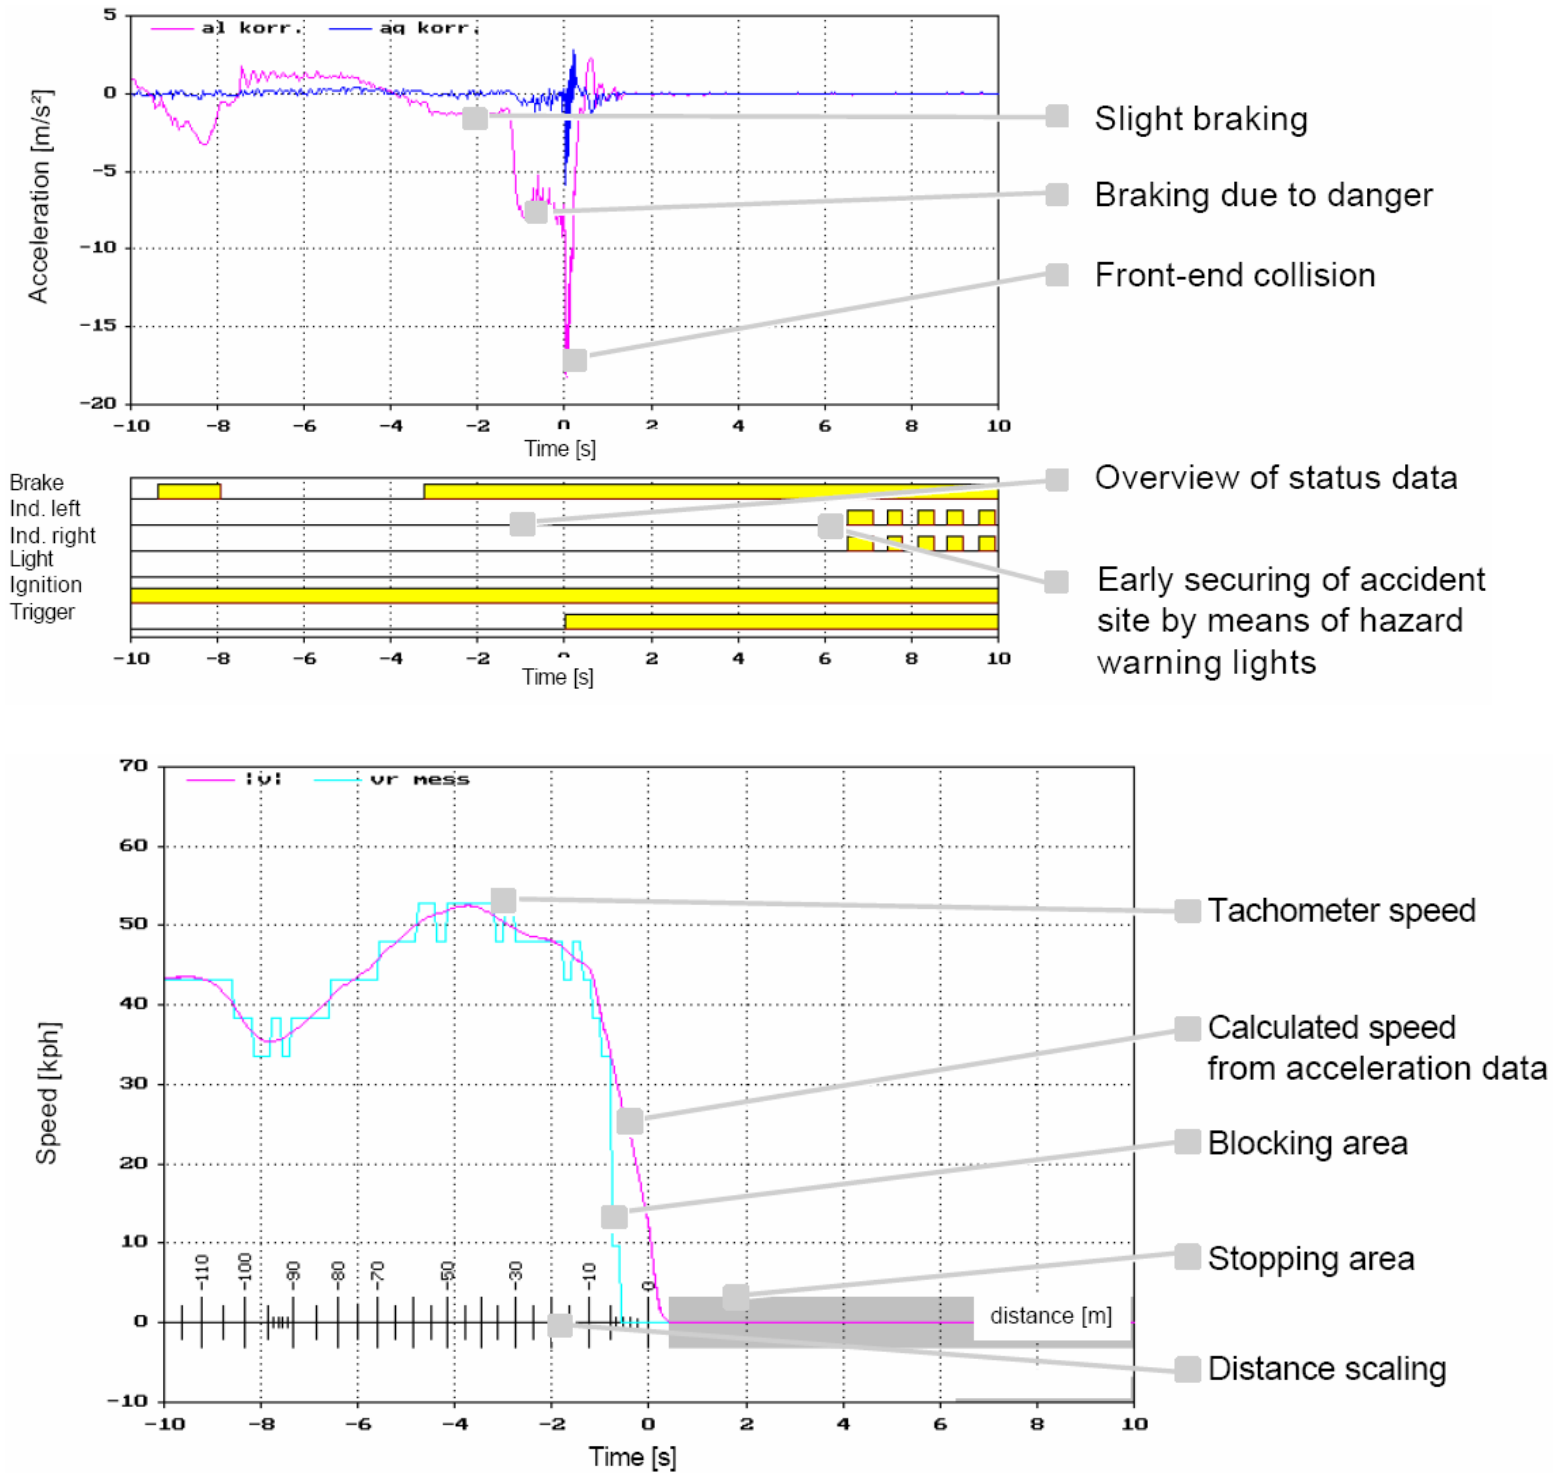 al korr. aq korr.
5
0
-5
-10
-15
-20
Acceleration [m/s²]
-10 -8 -6 -4 -2 0 2 4 6 8 10
Time [s]
Slight braking
Braking due to danger
Front-end collision
Brake
Ind. left
Ind. right
Light
Ignition
Trigger
-10 -8 -6 -4 -2 0 2 4 6 8 10
Time [s]
Overview of status data
Early securing of accident
site by means of hazard
warning lights
|v| vr mess
70
60
50
40
30
20
10
0
-10
Speed [kph]
-110 -100 -90 -80 -70 -50 -30 -10 0
distance [m]
-10 -8 -6 -4 -2 0 2 4 6 8 10
Time [s]
Tachometer speed
Calculated speed
from acceleration data
Blocking area
Stopping area
Distance scaling